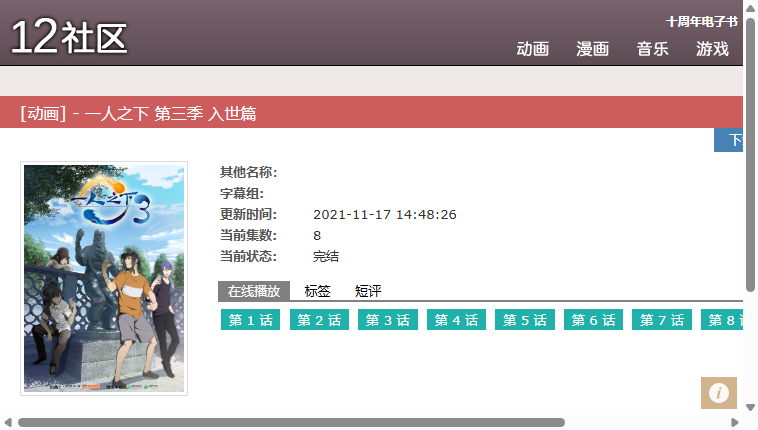 12社区
十周年电子书
动画 漫画 音乐 游戏
[动画] - 一人之下 第三季 入世篇
一人之下3
其他名称:
字幕组:
更新时间: 2021-11-17 14:48:26
当前集数: 8
当前状态: 完结
在线播放 标签 短评
第 1 话 第 2 话 第 3 话 第 4 话 第 5 话 第 6 话 第 7 话 第 8